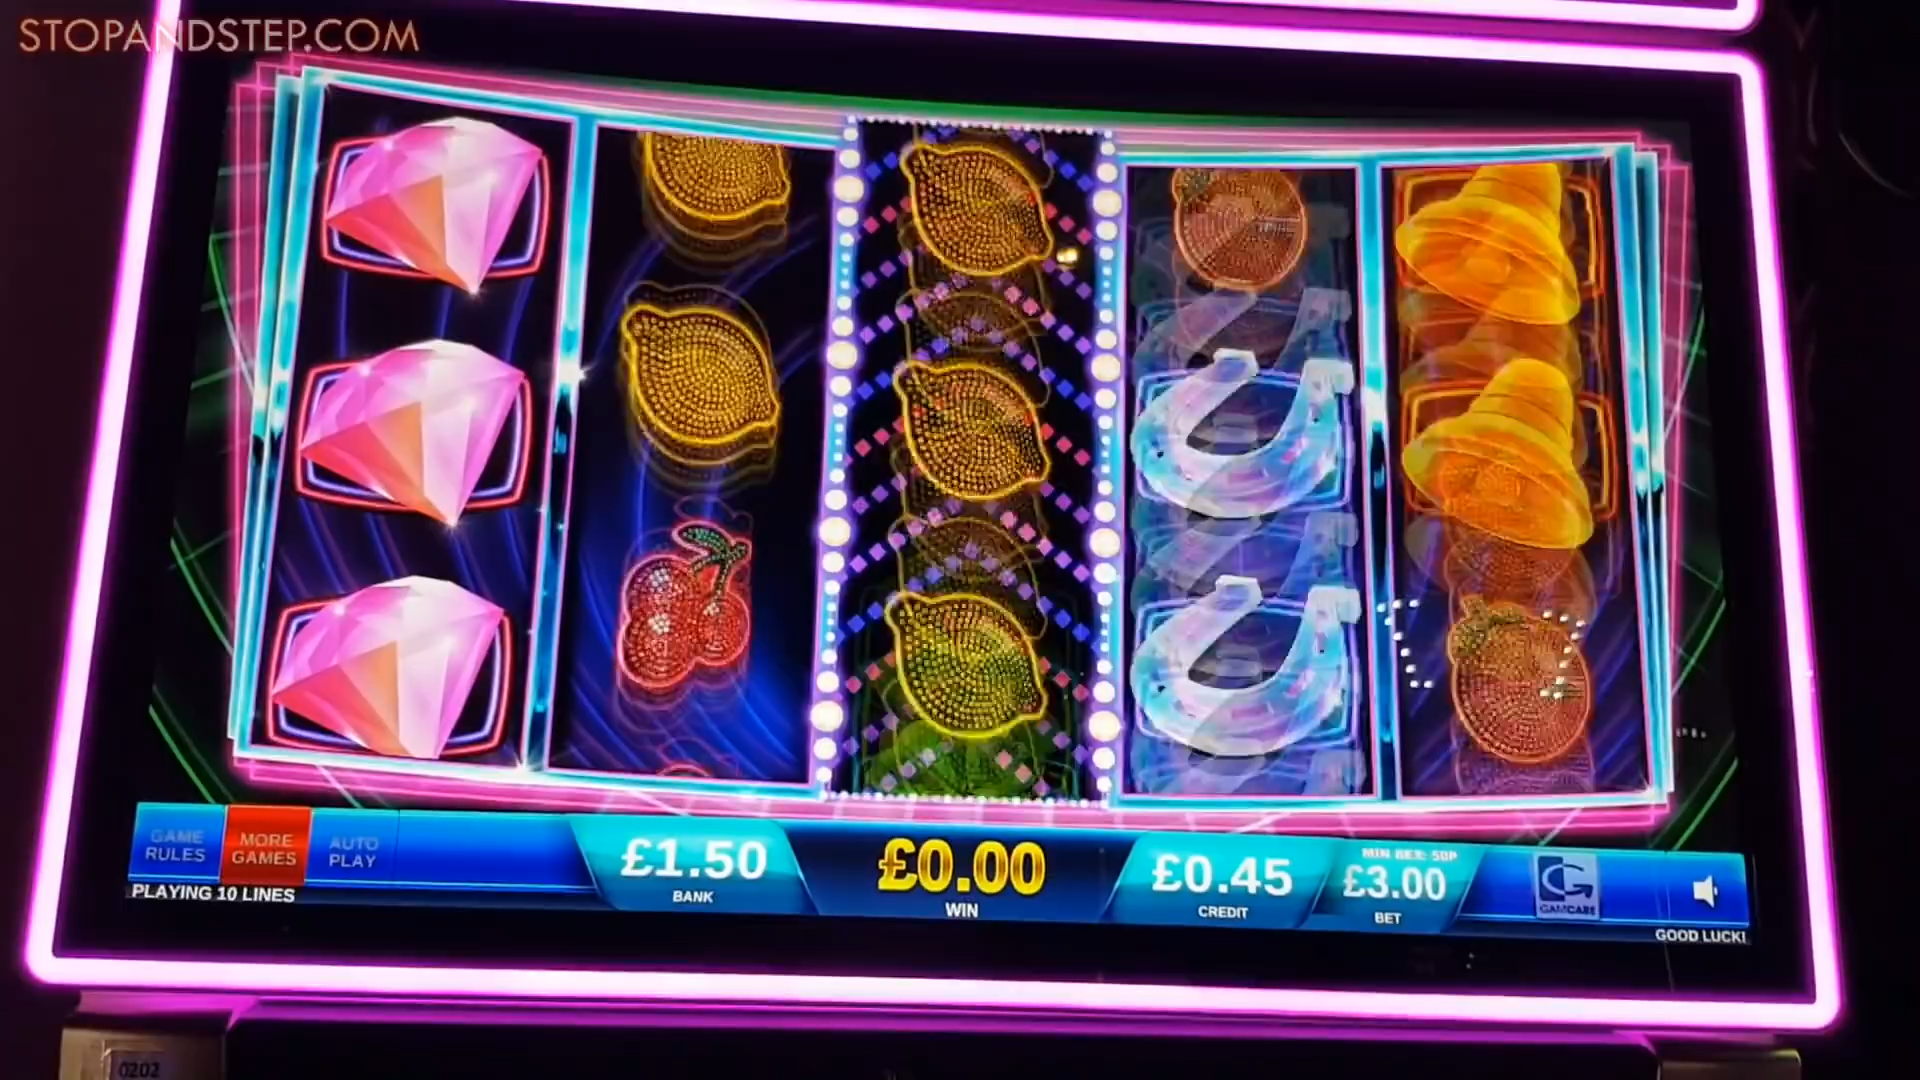 STOPANDSTEP.COM
GAME RULES
MORE GAMES
AUTO PLAY
PLAYING 10 LINES
£1.50
BANK
£0.00
WIN
£0.45
CREDIT
MIN BET: 50P
£3.00
BET
GAMCARE
GOOD LUCK!
0202